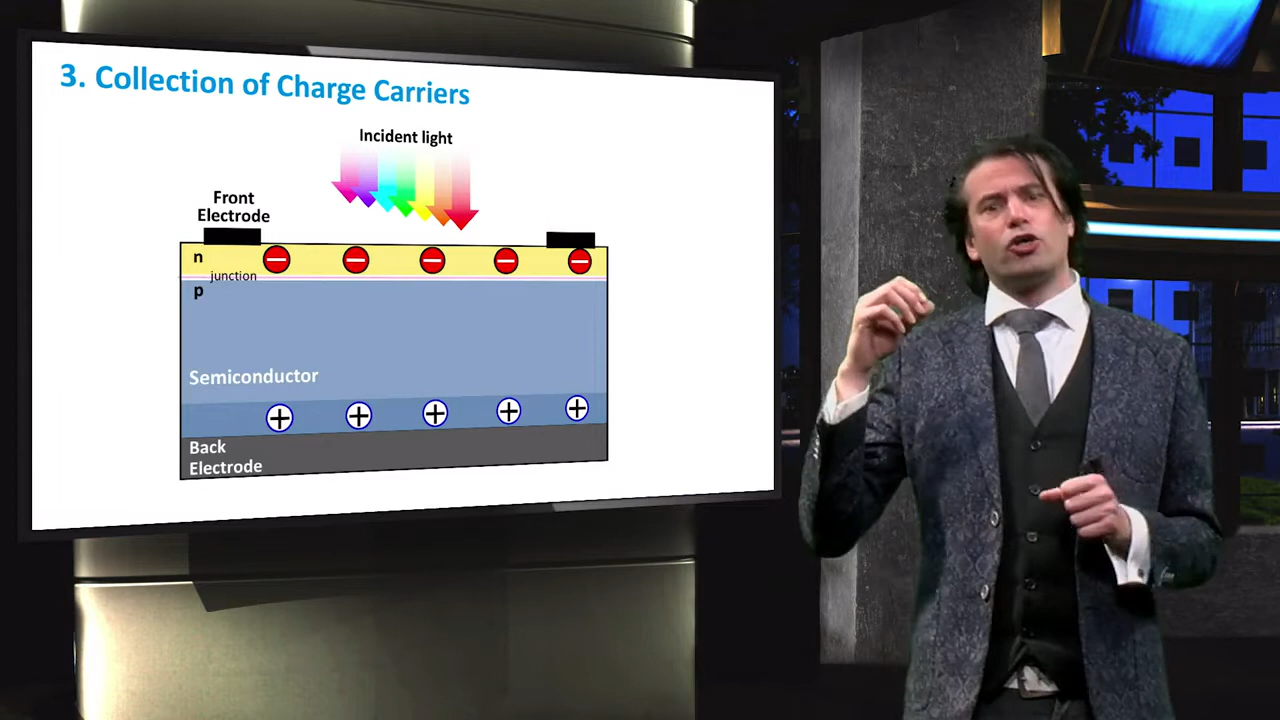 3. Collection of Charge Carriers
Incident light
Front
Electrode
n
junction
p
Semiconductor
Back
Electrode